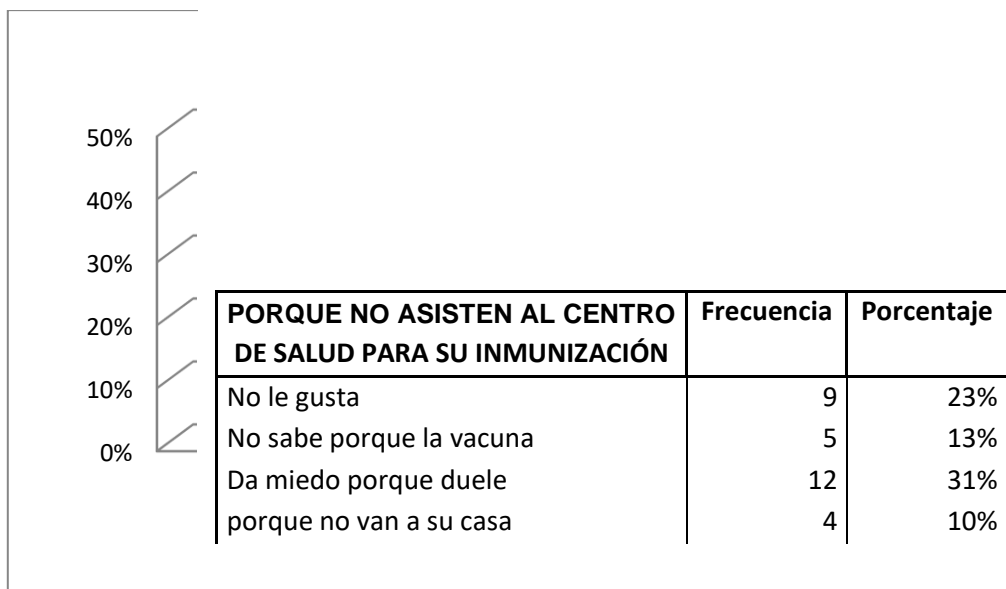 50%
40%
30%
20%
10%
0%
PORQUE NO ASISTEN AL CENTRO Frecuencia Porcentaje
DE SALUD PARA SU INMUNIZACIÓN
No le gusta 9 23%
No sabe porque la vacuna 5 13%
Da miedo porque duele 12 31%
porque no van a su casa 4 10%